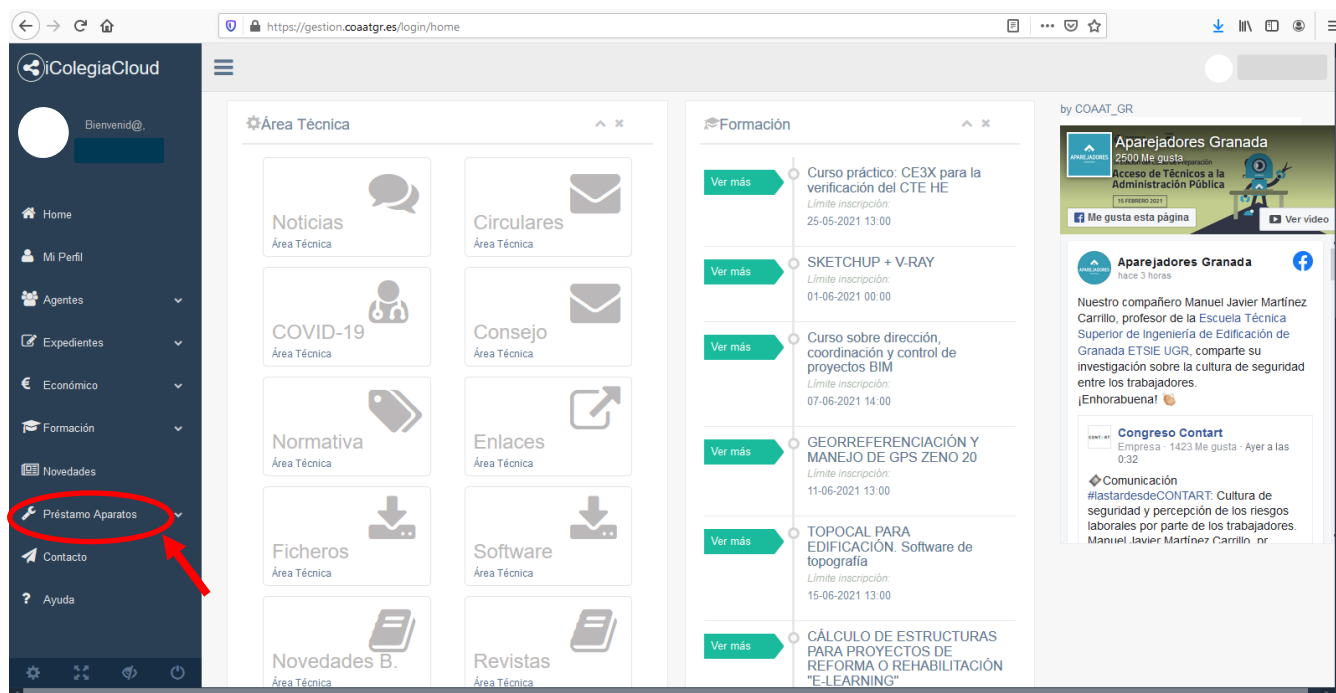 https://gestion.coaatgr.es/login/home
iColegiaCloud
Bienvenid@,
Home
Mi Perfil
Agentes
Expedientes
€ Económico
Formación
Novedades
Préstamo Aparatos
Contacto
? Ayuda
Área Técnica
Noticias
Área Técnica
Circulares
Área Técnica
COVID-19
Área Técnica
Consejo
Área Técnica
Normativa
Área Técnica
Enlaces
Área Técnica
Ficheros
Área Técnica
Software
Área Técnica
Novedades B.
Área Técnica
Revistas
Área Técnica
Formación
Ver más
Curso práctico: CE3X para la
verificación del CTE HE
Límite inscripción:
25-05-2021 13:00
Ver más
SKETCHUP + V-RAY
Límite inscripción:
01-06-2021 00:00
Ver más
Curso sobre dirección,
coordinación y control de
proyectos BIM
Límite inscripción:
07-06-2021 14:00
Ver más
GEORREFERENCIACIÓN Y
MANEJO DE GPS ZENO 20
Límite inscripción:
11-06-2021 13:00
Ver más
TOPOCAL PARA
EDIFICACIÓN. Software de
topografía
Límite inscripción:
15-06-2021 13:00
Ver más
CÁLCULO DE ESTRUCTURAS
PARA PROYECTOS DE
REFORMA O REHABILITACIÓN
"E-LEARNING"
by COAAT_GR
Aparejadores Granada
2500 Me gusta
Acceso de Técnicos a la
Administración Pública
15 FEBRERO 2021
Me gusta esta página
Ver video
APAREJADORES
Aparejadores Granada
hace 3 horas
Nuestro compañero Manuel Javier Martínez
Carrillo, profesor de la Escuela Técnica
Superior de Ingeniería de Edificación de
Granada ETSIE UGR, comparte su
investigación sobre la cultura de seguridad
entre los trabajadores.
¡Enhorabuena! 👏
CONTART
Congreso Contart
Empresa · 1423 Me gusta · Ayer a las
0:32
Comunicación
#lastardesdeCONTART: Cultura de
seguridad y percepción de los riesgos
laborales por parte de los trabajadores.
Manuel Javier Martínez Carrillo, pr